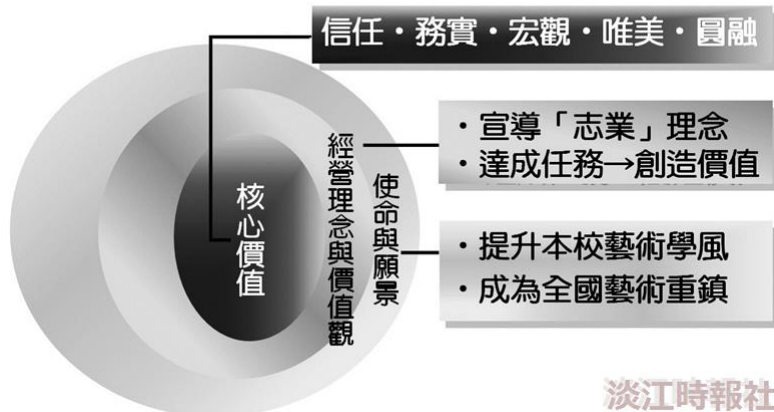 信任・務實・宏觀・唯美・圓融
・宣導「志業」理念
・達成任務→創造價值
・提升本校藝術學風
・成為全國藝術重鎮
核心價值
經營理念與價值觀
使命與願景
淡江時報社